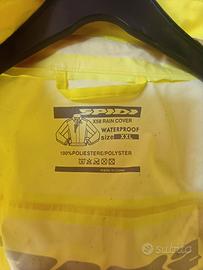 SPIDI
X58 RAIN COVER
WATERPROOF
size: XXL
100%POLIESTERE/POLYSTER
subito